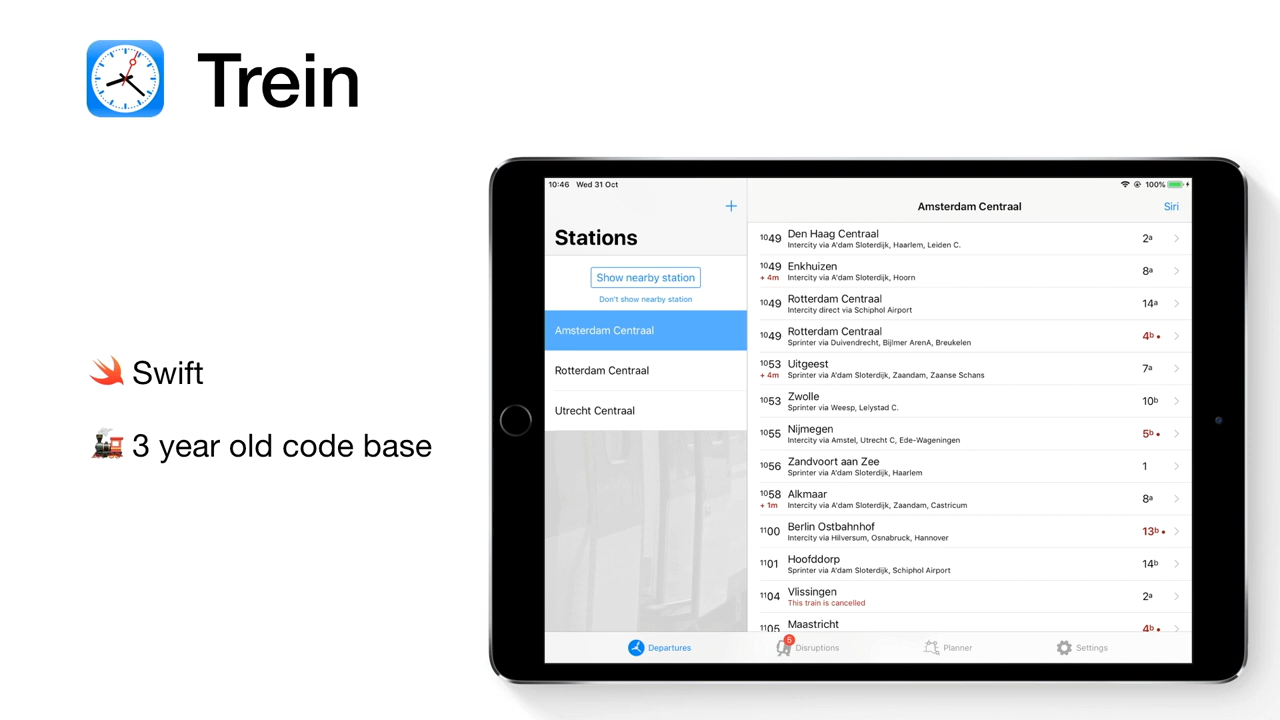 Trein
Swift
3 year old code base
10:46 Wed 31 Oct
100%
Stations
Show nearby station
Don't show nearby station
Amsterdam Centraal
Rotterdam Centraal
Utrecht Centraal
Amsterdam Centraal
Siri
1049 Den Haag Centraal 2a
Intercity via A'dam Sloterdijk, Haarlem, Leiden C.
1049 Enkhuizen 8a
+ 4m Intercity via A'dam Sloterdijk, Hoorn
1049 Rotterdam Centraal 14a
Intercity direct via Schiphol Airport
1049 Rotterdam Centraal 4b •
Sprinter via Duivendrecht, Bijlmer ArenA, Breukelen
1053 Uitgeest 7a
+ 4m Sprinter via A'dam Sloterdijk, Zaandam, Zaanse Schans
1053 Zwolle 10b
Sprinter via Weesp, Lelystad C.
1055 Nijmegen 5b •
Intercity via Amstel, Utrecht C, Ede-Wageningen
1056 Zandvoort aan Zee 1
Sprinter via A'dam Sloterdijk, Haarlem
1058 Alkmaar 8a
+ 1m Intercity via A'dam Sloterdijk, Zaandam, Castricum
1100 Berlin Ostbahnhof 13b •
Intercity via Hilversum, Osnabruck, Hannover
1101 Hoofddorp 14b
Sprinter via A'dam Sloterdijk, Schiphol Airport
1104 Vlissingen 2a
This train is cancelled
1105 Maastricht 4b •
Departures
5
Disruptions
Planner
Settings